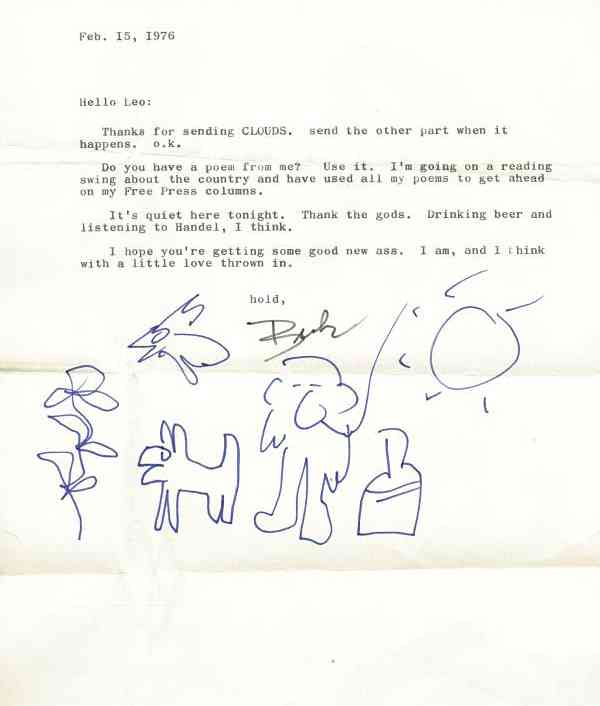 Feb. 15, 1976
Hello Leo:
Thanks for sending CLOUDS. send the other part when it
happens. o.k.
Do you have a poem from me? Use it. I'm going on a reading
swing about the country and have used all my poems to get ahead
on my Free Press columns.
It's quiet here tonight. Thank the gods. Drinking beer and
listening to Handel, I think.
I hope you're getting some good new ass. I am, and I think
with a little love thrown in.
hold,